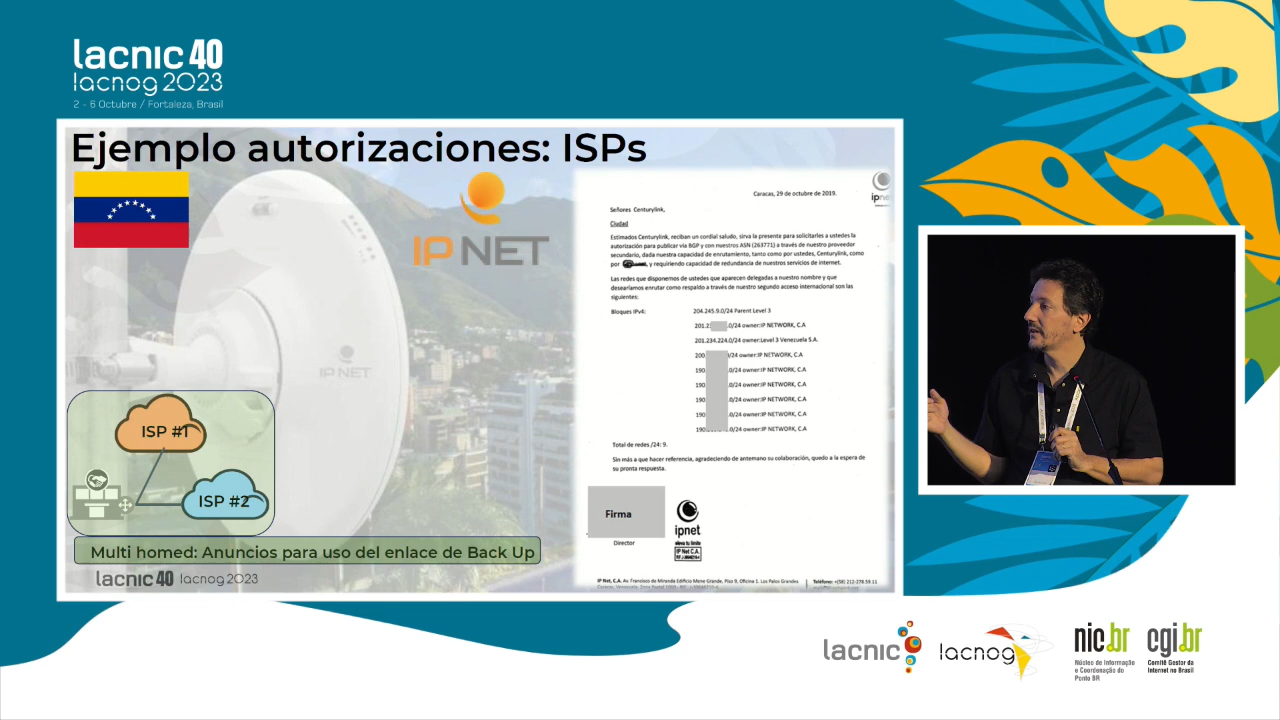 lacnic 40
lacnog 2023
2 - 6 Octubre / Fortaleza, Brasil
Ejemplo autorizaciones: ISPs
IP NET
IP NET
ISP #1
ISP #2
Multi homed: Anuncios para uso del enlace de Back Up
lacnic 40 lacnog 2023
ipnet
Caracas, 29 de octubre de 2019.
Señores Centurylink,
Ciudad
Estimados Centurylink, reciban un cordial saludo, sirva la presente para solicitarles a ustedes la
autorización para publicar vía BGP y con nuestros ASN (263771) a través de nuestro proveedor
secundario, dada nuestra capacidad de enrutamiento, tanto como por ustedes, Centurylink, como
por , y requiriendo capacidad de redundancia de nuestros servicios de internet.
Las redes que disponemos de ustedes que aparecen delegadas a nuestro nombre y que
desearíamos enrutar como respaldo a través de nuestro segundo acceso internacional son las
siguientes:
Bloques IPv4: 204.245.9.0/24 Parent Level 3
201.2 .0/24 owner:IP NETWORK, C.A
201.234.224.0/24 owner:Level 3 Venezuela S.A.
200. /0/24 owner:IP NETWORK, C.A
190. .0/24 owner:IP NETWORK, C.A
190 .0/24 owner:IP NETWORK, C.A
190 .0/24 owner:IP NETWORK, C.A
190 .0/24 owner:IP NETWORK, C.A
190. .0/24 owner:IP NETWORK, C.A
Total de redes /24: 9.
Sin más a que hacer referencia, agradeciendo de antemano su colaboración, quedo a la espera de
su pronta respuesta.
Firma
Director
ipnet
eleva tu límite
IP Net C.A.
IP Net, C.A. Av. Francisco de Miranda Edificio Mene Grande, Piso 9, Oficina 1. Los Palos Grandes
Teléfono: +(58) 212-278.59.11
lacnic
lacnog
nic.br
Núcleo de Informação
e Coordenação do
Ponto BR
cgi.br
Comitê Gestor da
Internet no Brasil